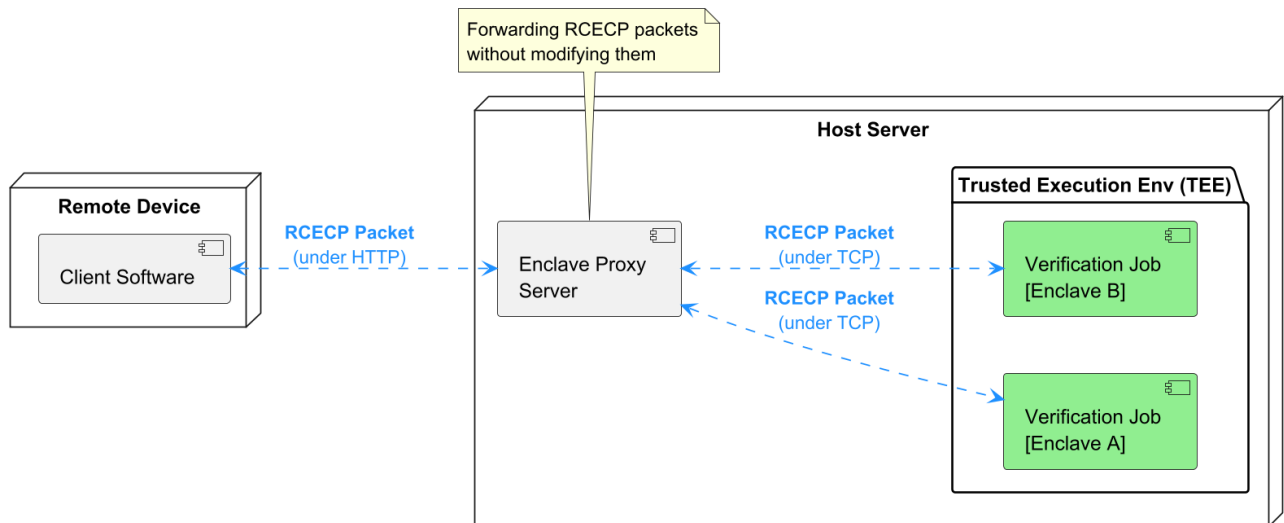 Forwarding RCECP packets
without modifying them
Host Server
Trusted Execution Env (TEE)
Remote Device
Client Software
RCECP Packet
(under HTTP)
Enclave Proxy
Server
RCECP Packet
(under TCP)
RCECP Packet
(under TCP)
Verification Job
[Enclave B]
Verification Job
[Enclave A]